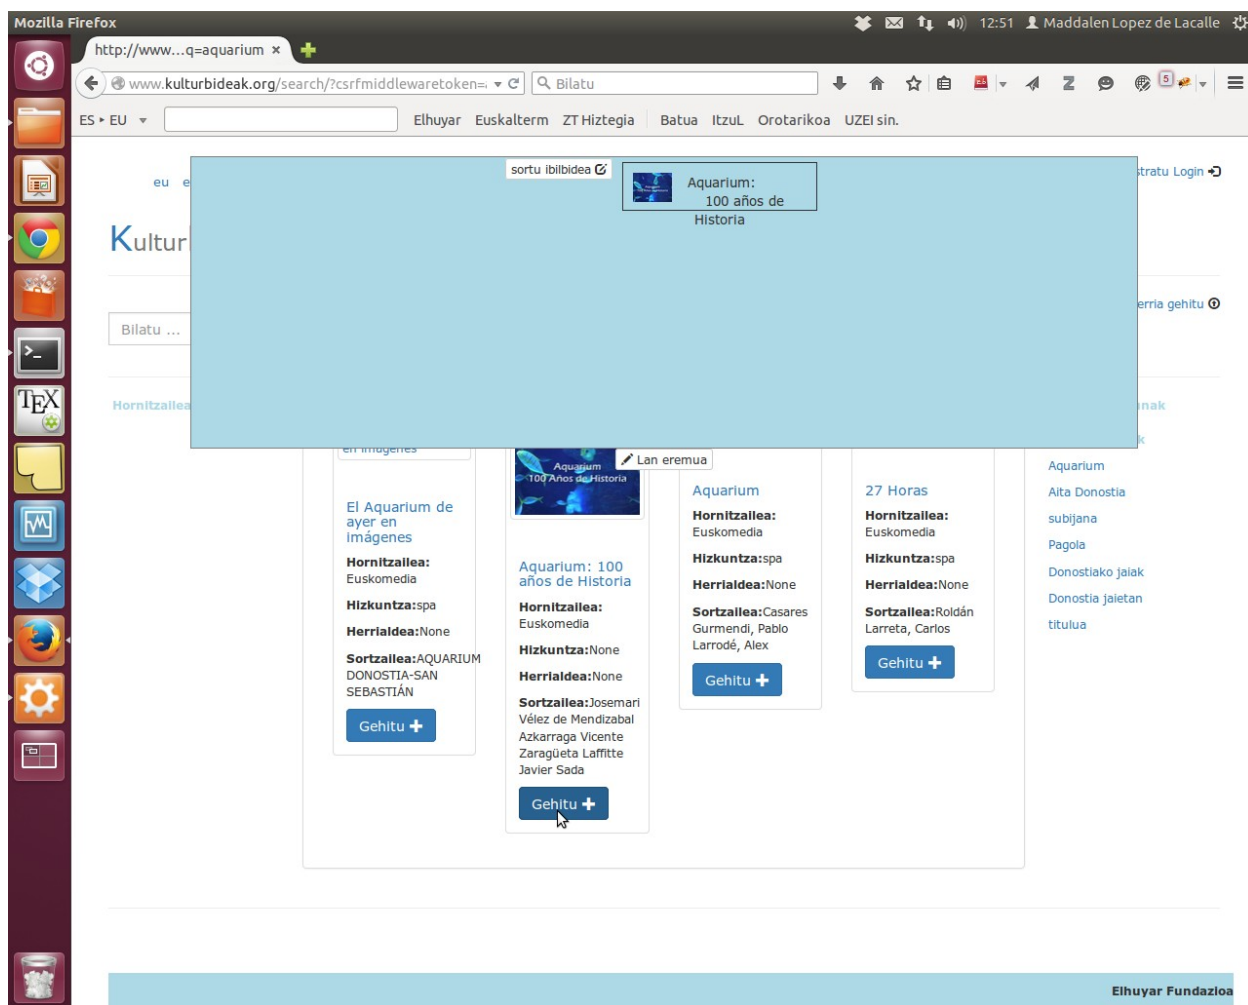 Mozilla Firefox
12:51 Maddalen Lopez de Lacalle
http://www...q=aquarium ×
www.kulturbideak.org/search/?csrfmiddlewaretoken=
Bilatu
5
ES ▸ EU
Elhuyar Euskalterm ZT Hiztegia Batua ItzuL Orotarikoa UZEI sin.
eu e
sortu ibilbidea
Aquarium:
100 años de
Historia
stratu Login
Kultur
erria gehitu
Bilatu ...
Hornitzailea
nak
k
en imágenes
Aquarium
100 Años de Historia
Lan eremua
El Aquarium de
ayer en
imágenes
Hornitzailea:
Euskomedia
Hizkuntza:spa
Herrialdea:None
Sortzailea:AQUARIUM
DONOSTIA-SAN
SEBASTIÁN
Gehitu +
Aquarium: 100
años de Historia
Hornitzailea:
Euskomedia
Hizkuntza:None
Herrialdea:None
Sortzailea:Josemari
Vélez de Mendizabal
Azkarraga Vicente
Zaragüeta Laffitte
Javier Sada
Gehitu +
Aquarium
Hornitzailea:
Euskomedia
Hizkuntza:spa
Herrialdea:None
Sortzailea:Casares
Gurmendi, Pablo
Larrodé, Alex
Gehitu +
27 Horas
Hornitzailea:
Euskomedia
Hizkuntza:spa
Herrialdea:None
Sortzailea:Roldán
Larreta, Carlos
Gehitu +
Aquarium
Aita Donostia
subijana
Pagola
Donostiako jaiak
Donostia jaietan
titulua
TEX
Elhuyar Fundazioa